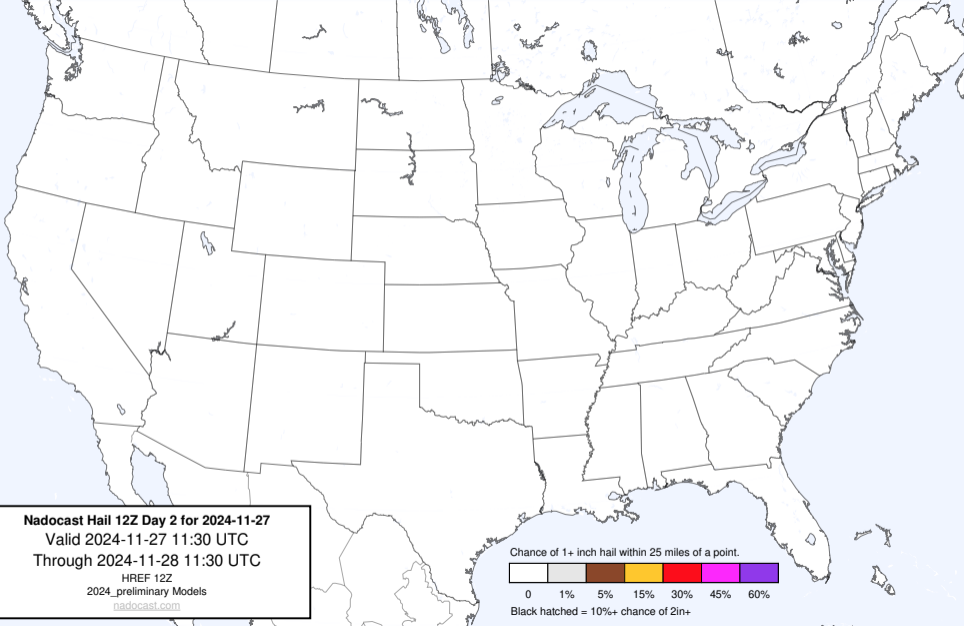 Nadocast Hail 12Z Day 2 for 2024-11-27
Valid 2024-11-27 11:30 UTC
Through 2024-11-28 11:30 UTC
HREF 12Z
2024_preliminary Models
nadocast.com
Chance of 1+ inch hail within 25 miles of a point.
0 1% 5% 15% 30% 45% 60%
Black hatched = 10%+ chance of 2in+